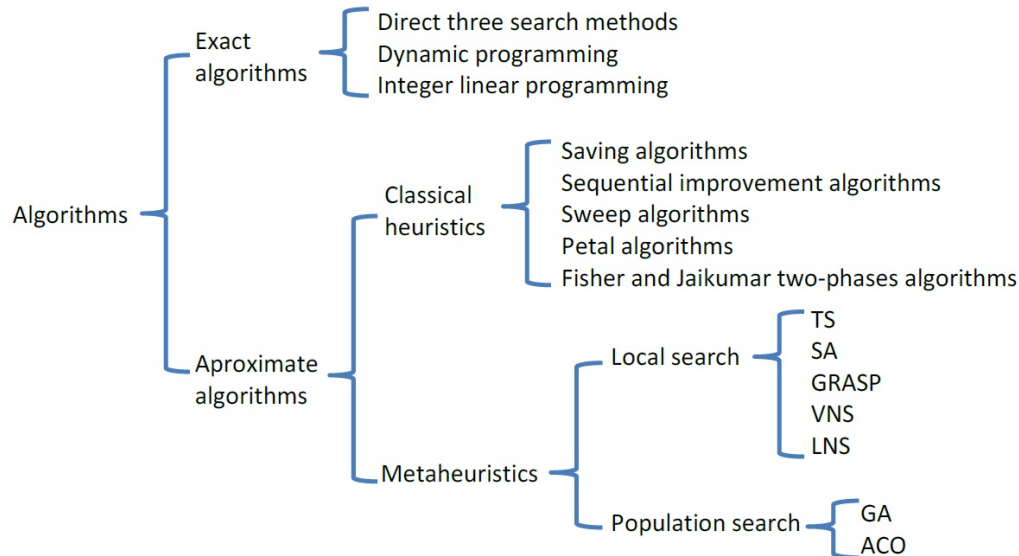 Algorithms
Exact
algorithms
Direct three search methods
Dynamic programming
Integer linear programming
Aproximate
algorithms
Classical
heuristics
Saving algorithms
Sequential improvement algorithms
Sweep algorithms
Petal algorithms
Fisher and Jaikumar two-phases algorithms
Metaheuristics
Local search
TS
SA
GRASP
VNS
LNS
Population search
GA
ACO